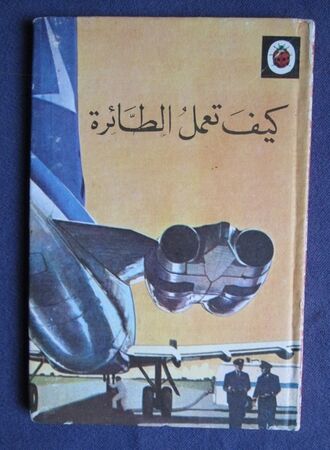 كيفَ تعملُ الطَّائرة